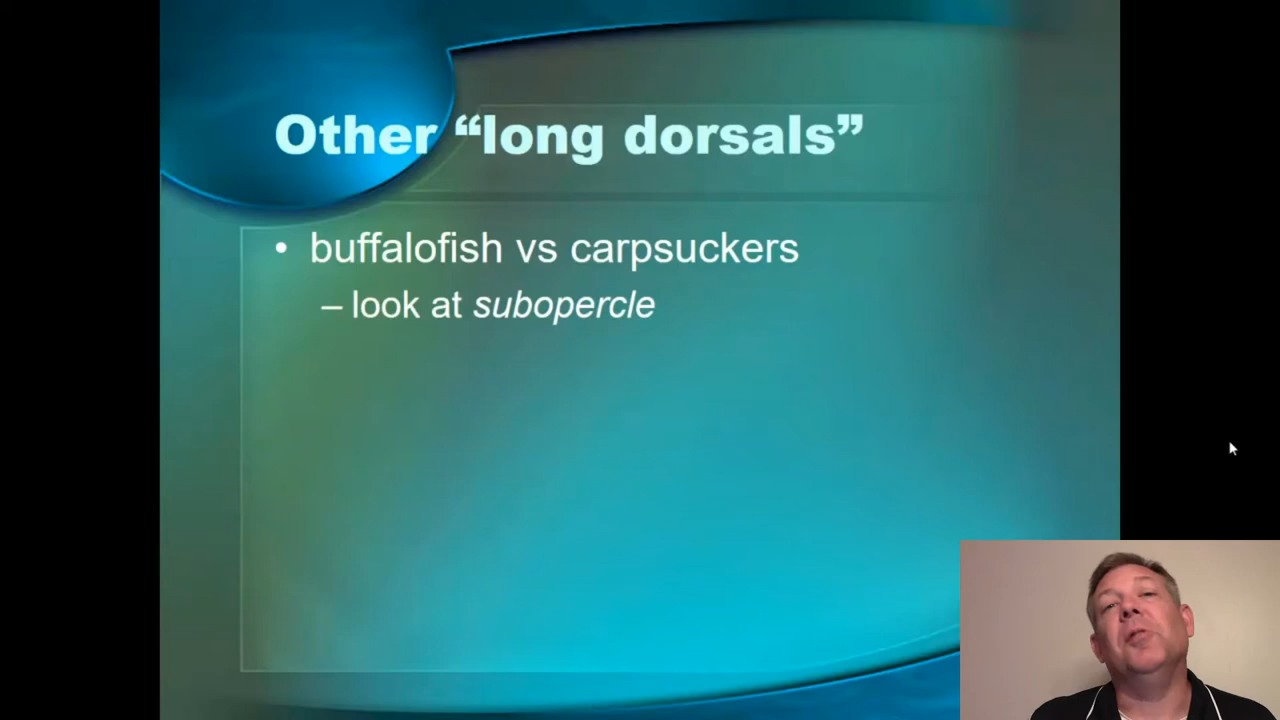 Other “long dorsals”
• buffalofish vs carpsuckers
– look at subopercle